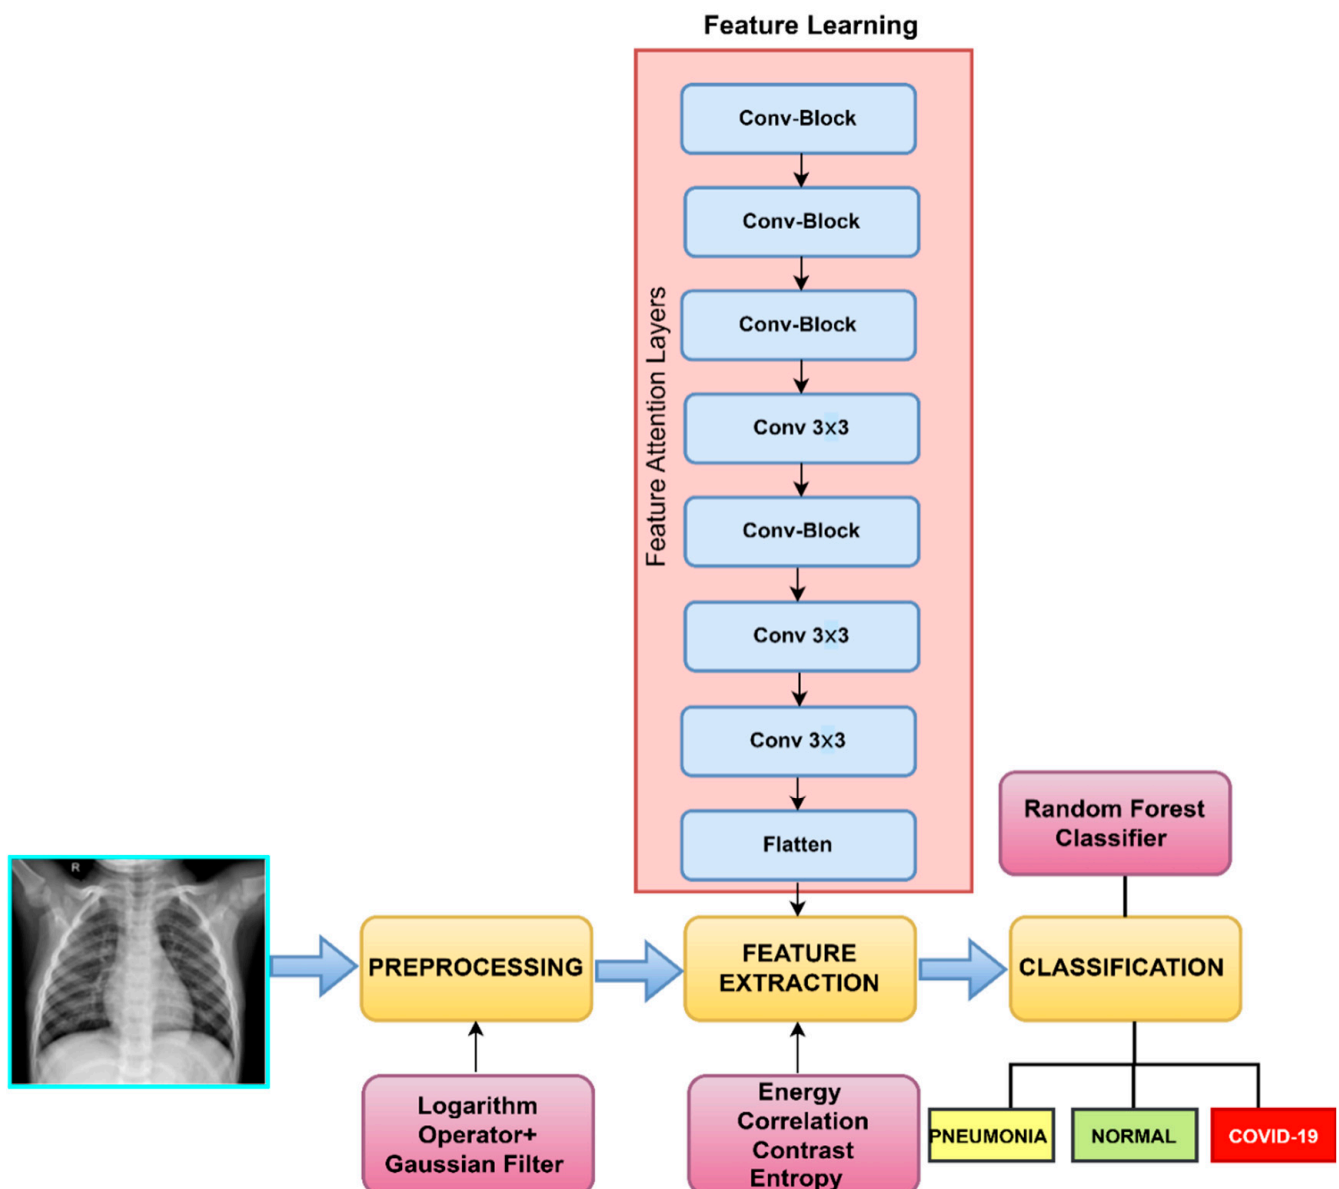 Feature Learning
Conv-Block
Conv-Block
Conv-Block
Conv 3x3
Conv-Block
Conv 3x3
Conv 3x3
Flatten
Feature Attention Layers
Random Forest
Classifier
R
PREPROCESSING
FEATURE
EXTRACTION
CLASSIFICATION
Logarithm
Operator+
Gaussian Filter
Energy
Correlation
Contrast
Entropy
PNEUMONIA
NORMAL
COVID-19